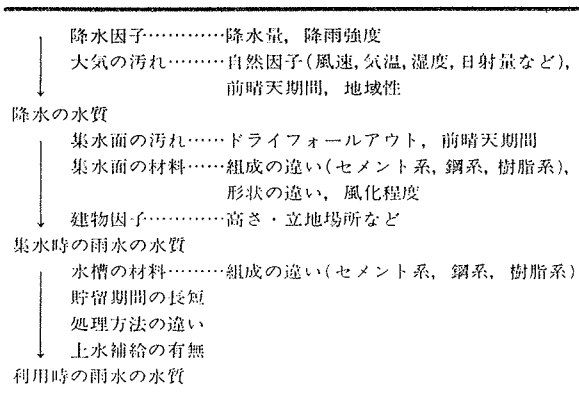 降水因子…………降水量，降雨強度
大気の汚れ………自然因子(風速,気温,湿度,日射量など)，
前晴天期間，地域性
降水の水質
集水面の汚れ……ドライフォールアウト，前晴天期間
集水面の材料……組成の違い(セメント系，鋼系，樹脂系)，
形状の違い，風化程度
建物因子…………高さ・立地場所など
集水時の雨水の水質
水槽の材料………組成の違い(セメント系，鋼系，樹脂系)
貯留期間の長短
処理方法の違い
上水補給の有無
利用時の雨水の水質